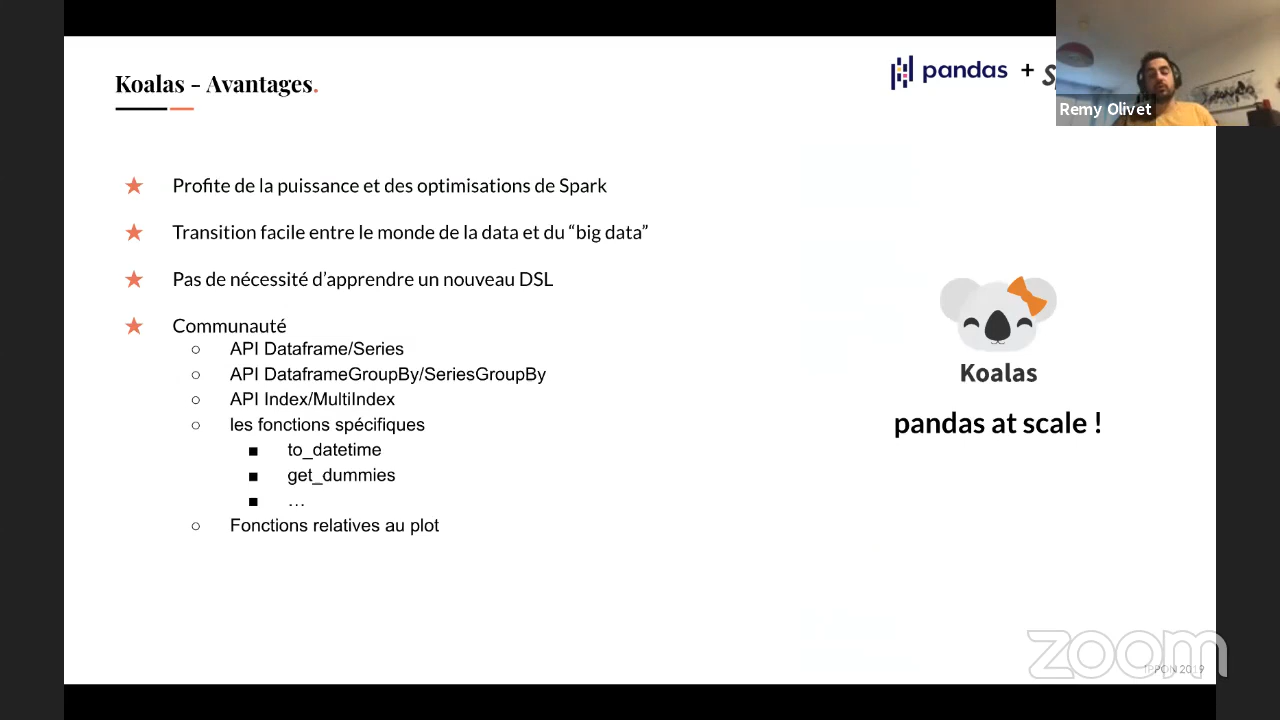 Koalas - Avantages.
pandas +
Remy Olivet
★ Profite de la puissance et des optimisations de Spark
★ Transition facile entre le monde de la data et du “big data”
★ Pas de nécessité d’apprendre un nouveau DSL
★ Communauté
○ API Dataframe/Series
○ API DataframeGroupBy/SeriesGroupBy
○ API Index/MultiIndex
○ les fonctions spécifiques
■ to_datetime
■ get_dummies
■ …
○ Fonctions relatives au plot
Koalas
pandas at scale !
zoom
IPPON 2019